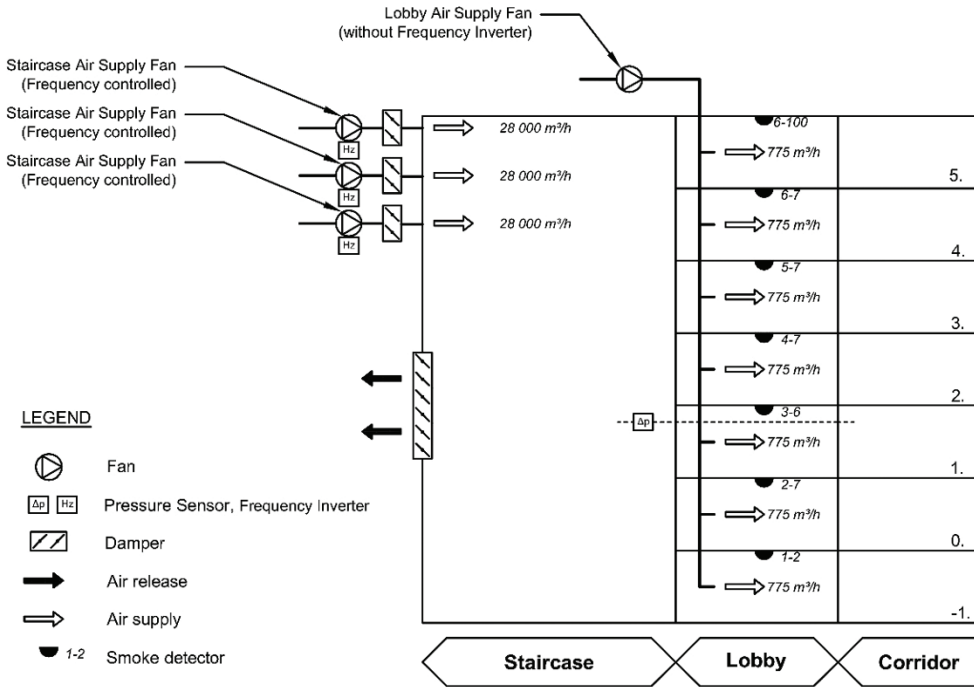 Lobby Air Supply Fan
(without Frequency Inverter)
Staircase Air Supply Fan
(Frequency controlled)
Staircase Air Supply Fan
(Frequency controlled)
Staircase Air Supply Fan
(Frequency controlled)
Hz
Hz
Hz
28 000 m³/h
28 000 m³/h
28 000 m³/h
6-100
775 m³/h
5.
6-7
775 m³/h
4.
5-7
775 m³/h
3.
4-7
775 m³/h
2.
3-6
Δp
775 m³/h
1.
2-7
775 m³/h
0.
1-2
775 m³/h
-1.
LEGEND
Fan
Δp Hz Pressure Sensor, Frequency Inverter
Damper
Air release
Air supply
1-2 Smoke detector
Staircase Lobby Corridor